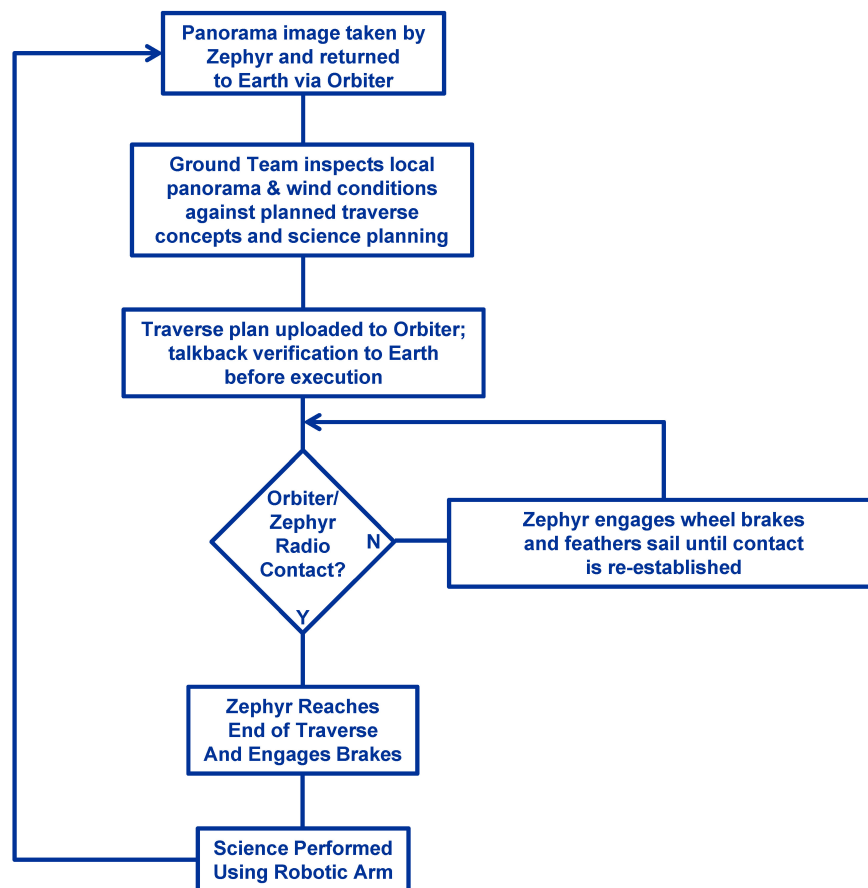 Panorama image taken by
Zephyr and returned
to Earth via Orbiter
Ground Team inspects local
panorama & wind conditions
against planned traverse
concepts and science planning
Traverse plan uploaded to Orbiter;
talkback verification to Earth
before execution
Orbiter/
Zephyr
Radio
Contact?
N
Y
Zephyr engages wheel brakes
and feathers sail until contact
is re-established
Zephyr Reaches
End of Traverse
And Engages Brakes
Science Performed
Using Robotic Arm